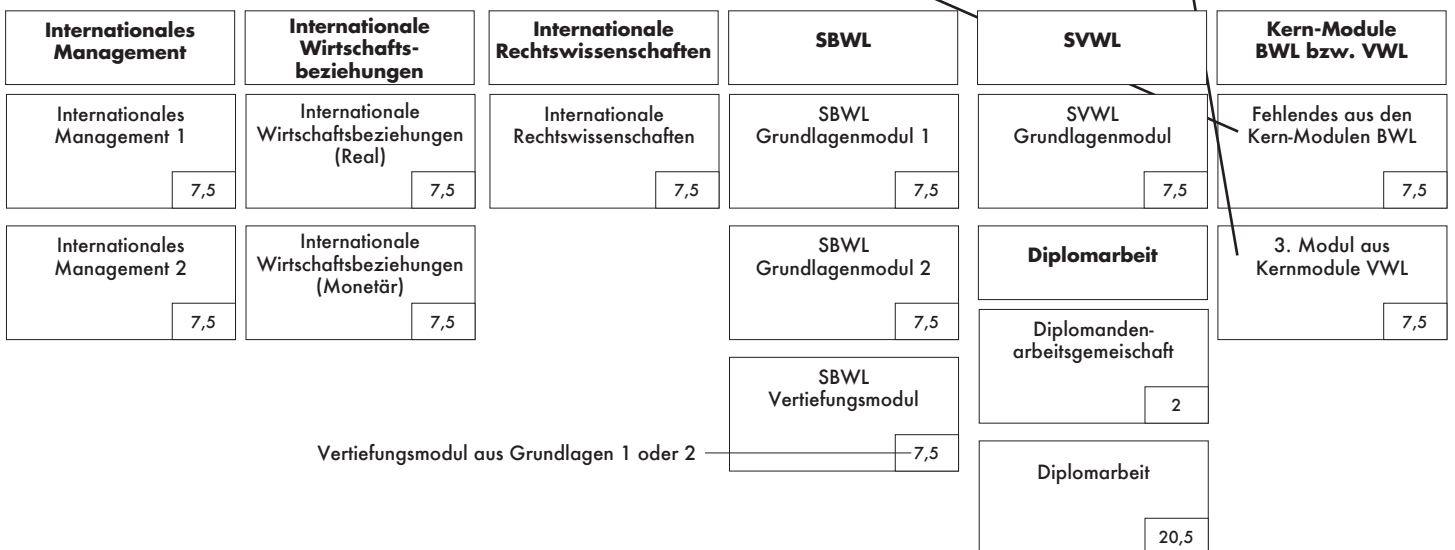 Internationales
Management
Internationale
Wirtschafts-
beziehungen
Internationale
Rechtswissenschaften
SBWL
SVWL
Kern-Module
BWL bzw. VWL
Internationales
Management 1
7,5
Internationale
Wirtschaftsbeziehungen
(Real)
7,5
Internationale
Rechtswissenschaften
7,5
SBWL
Grundlagenmodul 1
7,5
SVWL
Grundlagenmodul
7,5
Fehlendes aus den
Kern-Modulen BWL
7,5
Internationales
Management 2
7,5
Internationale
Wirtschaftsbeziehungen
(Monetär)
7,5
SBWL
Grundlagenmodul 2
7,5
Diplomarbeit
3. Modul aus
Kernmodule VWL
7,5
Diplomanden-
arbeitsgemeischaft
2
SBWL
Vertiefungsmodul
7,5
Vertiefungsmodul aus Grundlagen 1 oder 2
Diplomarbeit
20,5